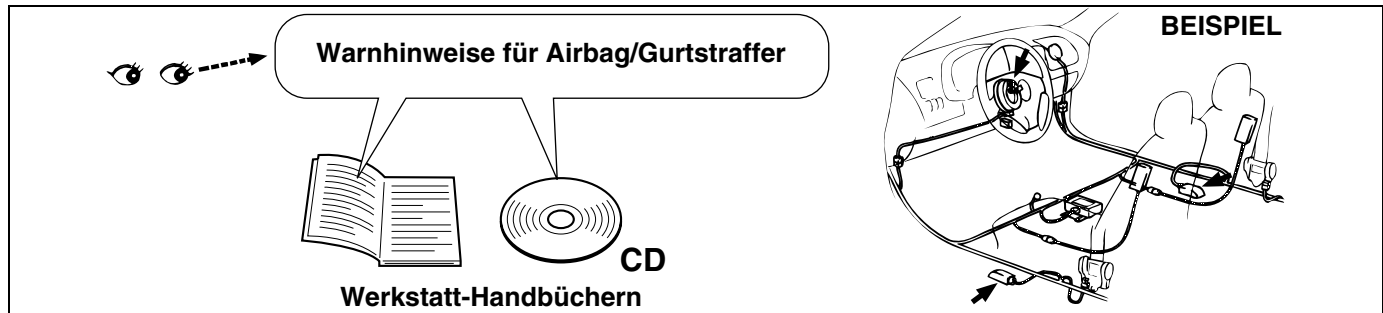 Warnhinweise für Airbag/Gurtstraffer
BEISPIEL
CD
Werkstatt-Handbüchern